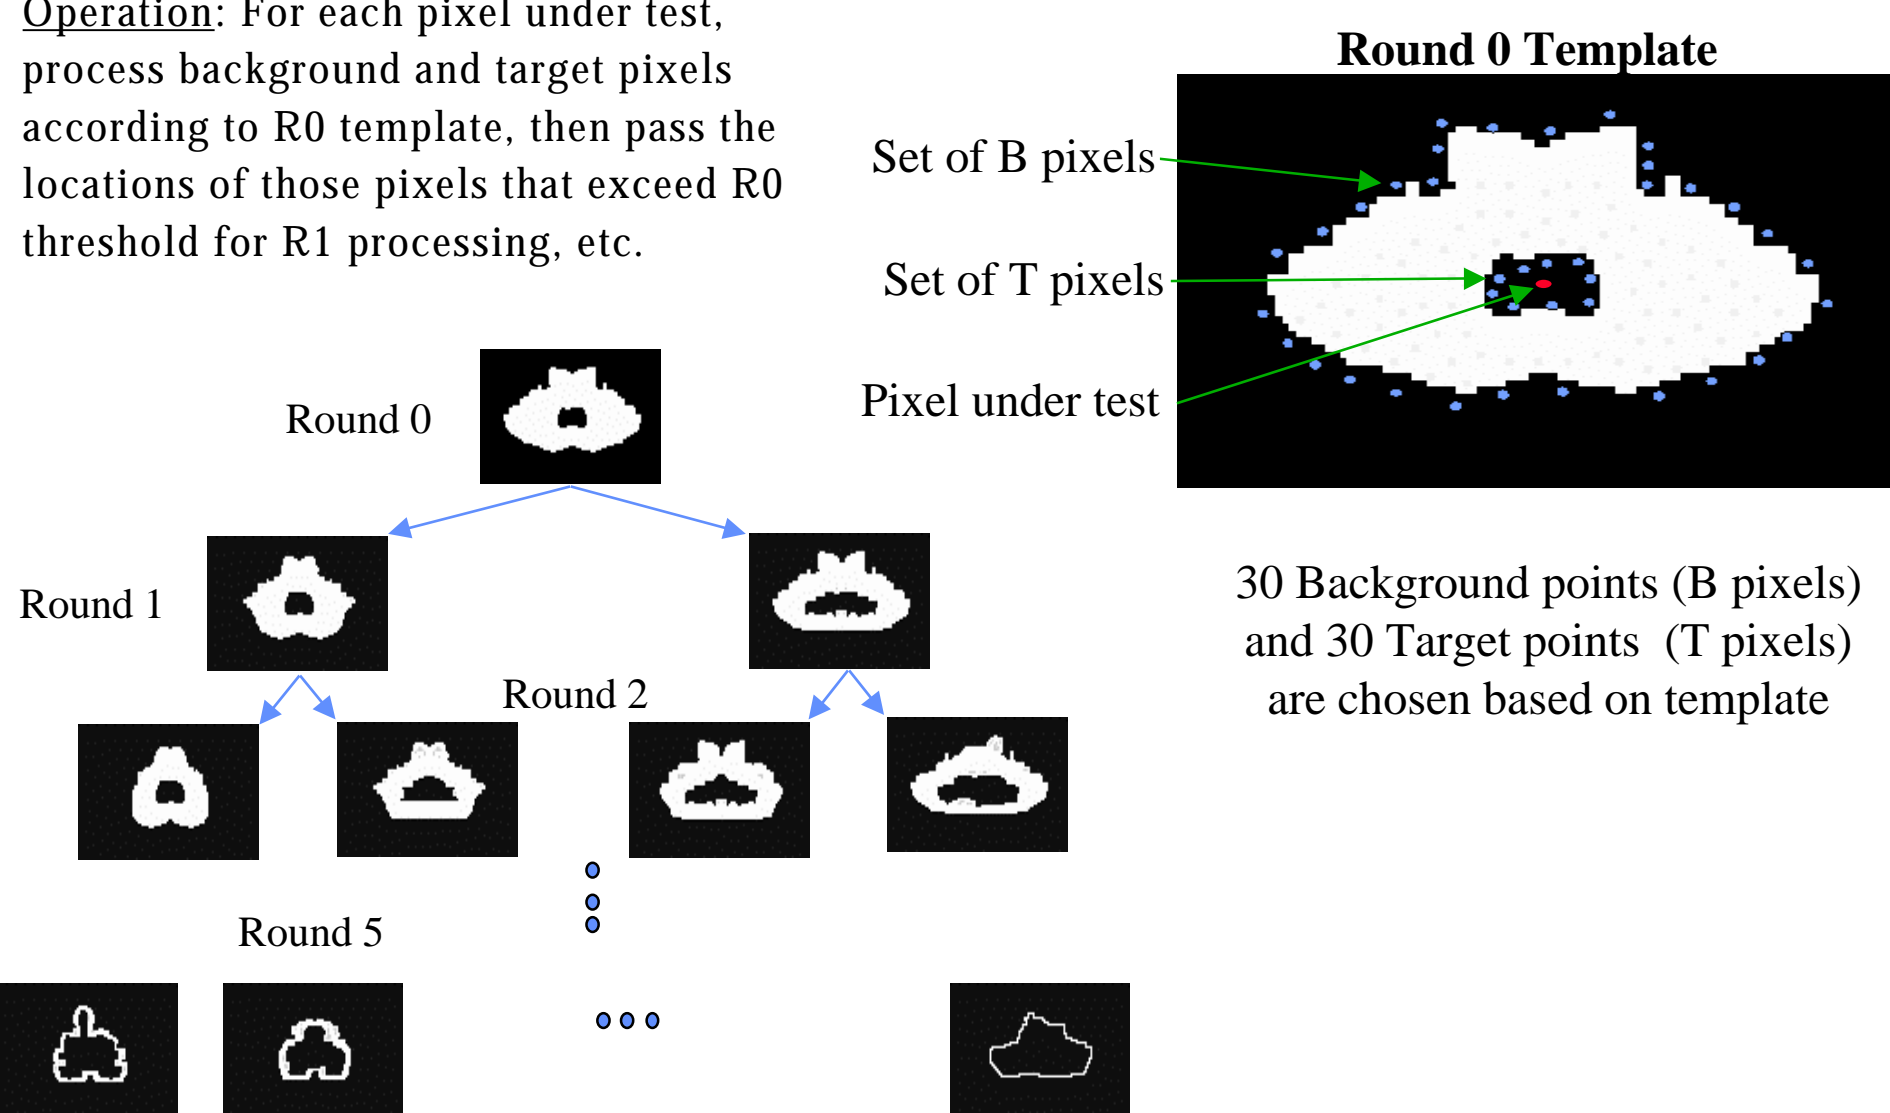 Operation: For each pixel under test,
process background and target pixels
according to R0 template, then pass the
locations of those pixels that exceed R0
threshold for R1 processing, etc.
Round 0 Template
Set of B pixels
Set of T pixels
Pixel under test
Round 0
Round 1
Round 2
Round 5
30 Background points (B pixels)
and 30 Target points (T pixels)
are chosen based on template